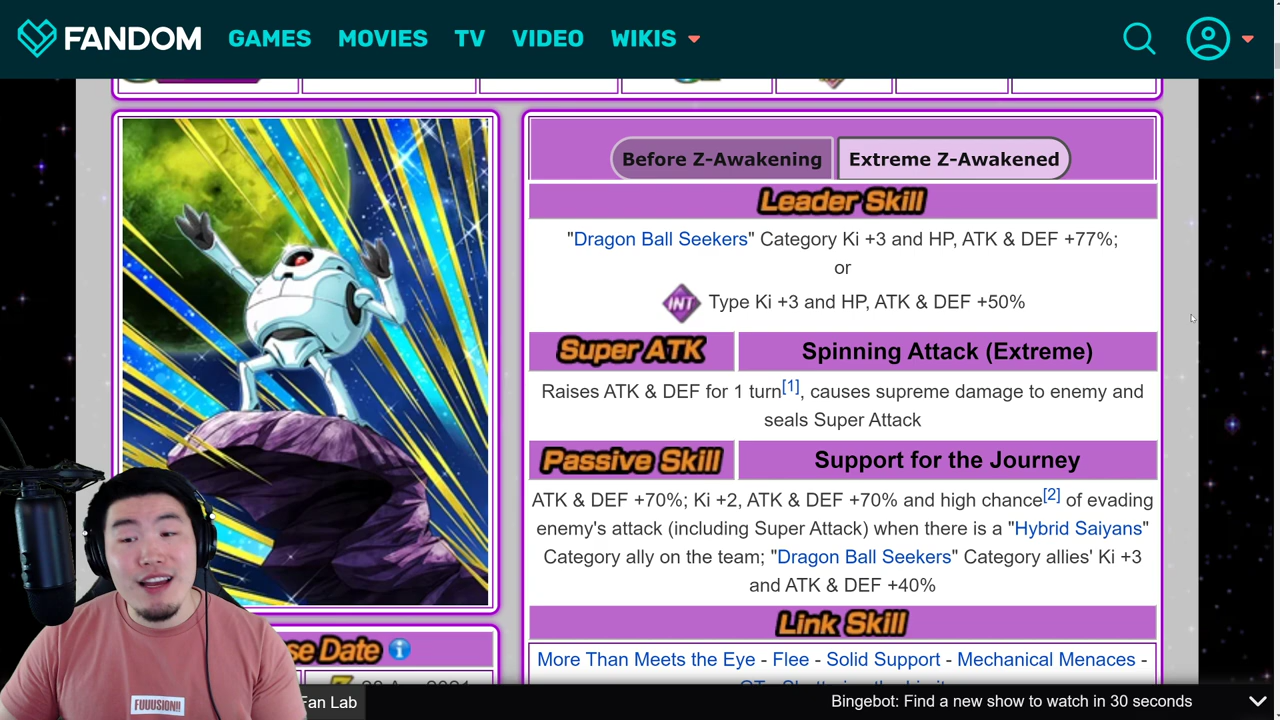 FANDOM GAMES MOVIES TV VIDEO WIKIS
Before Z-Awakening Extreme Z-Awakened
Leader Skill
"Dragon Ball Seekers" Category Ki +3 and HP, ATK & DEF +77%;
or
INT Type Ki +3 and HP, ATK & DEF +50%
Super ATK Spinning Attack (Extreme)
Raises ATK & DEF for 1 turn[1], causes supreme damage to enemy and
seals Super Attack
Passive Skill Support for the Journey
ATK & DEF +70%; Ki +2, ATK & DEF +70% and high chance[2] of evading
enemy's attack (including Super Attack) when there is a "Hybrid Saiyans"
Category ally on the team; "Dragon Ball Seekers" Category allies' Ki +3
and ATK & DEF +40%
Link Skill
More Than Meets the Eye - Flee - Solid Support - Mechanical Menaces -
Date
Fan Lab
Bingebot: Find a new show to watch in 30 seconds
FUUUSION!!